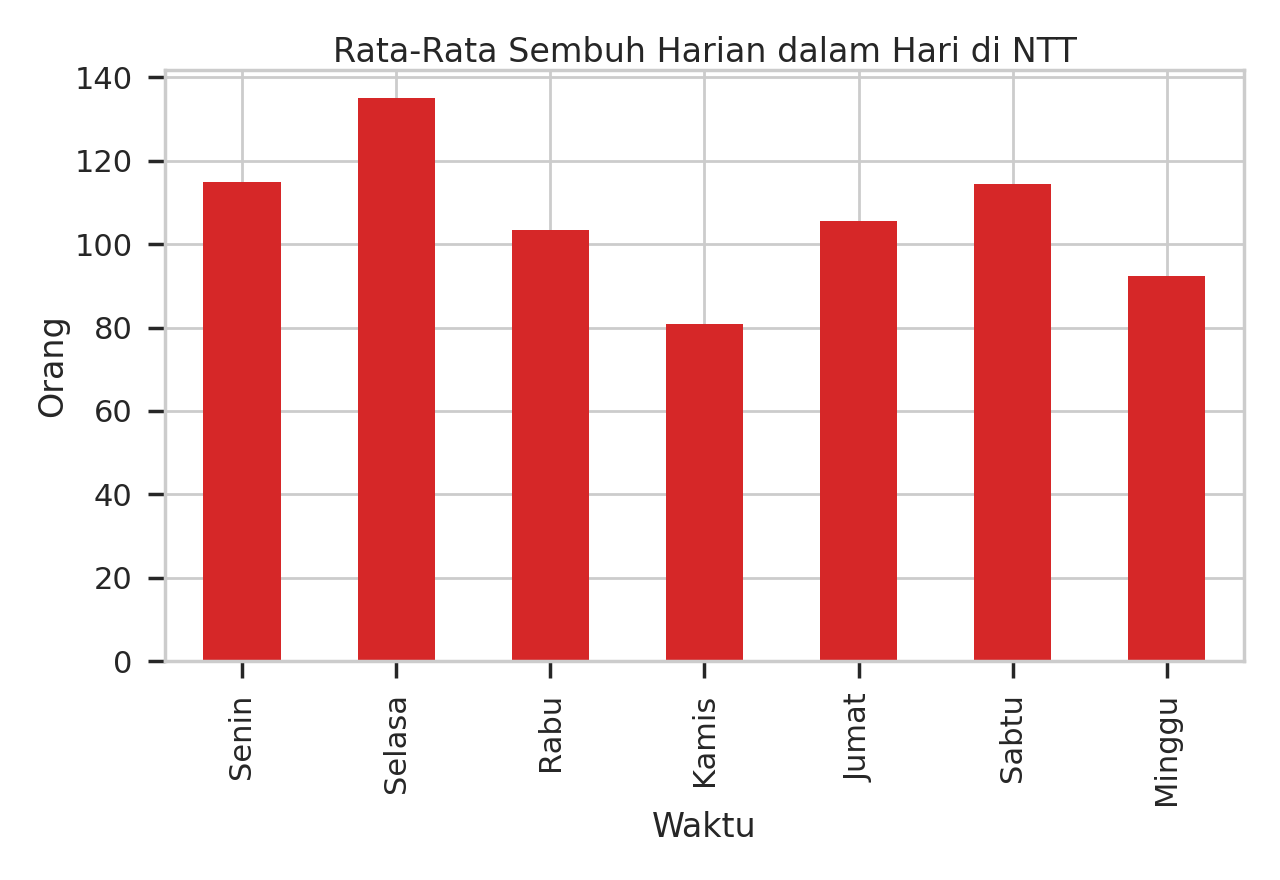 Rata-Rata Sembuh Harian dalam Hari di NTT
140
120
100
80
60
40
20
0
Orang
Senin
Selasa
Rabu
Kamis
Jumat
Sabtu
Minggu
Waktu